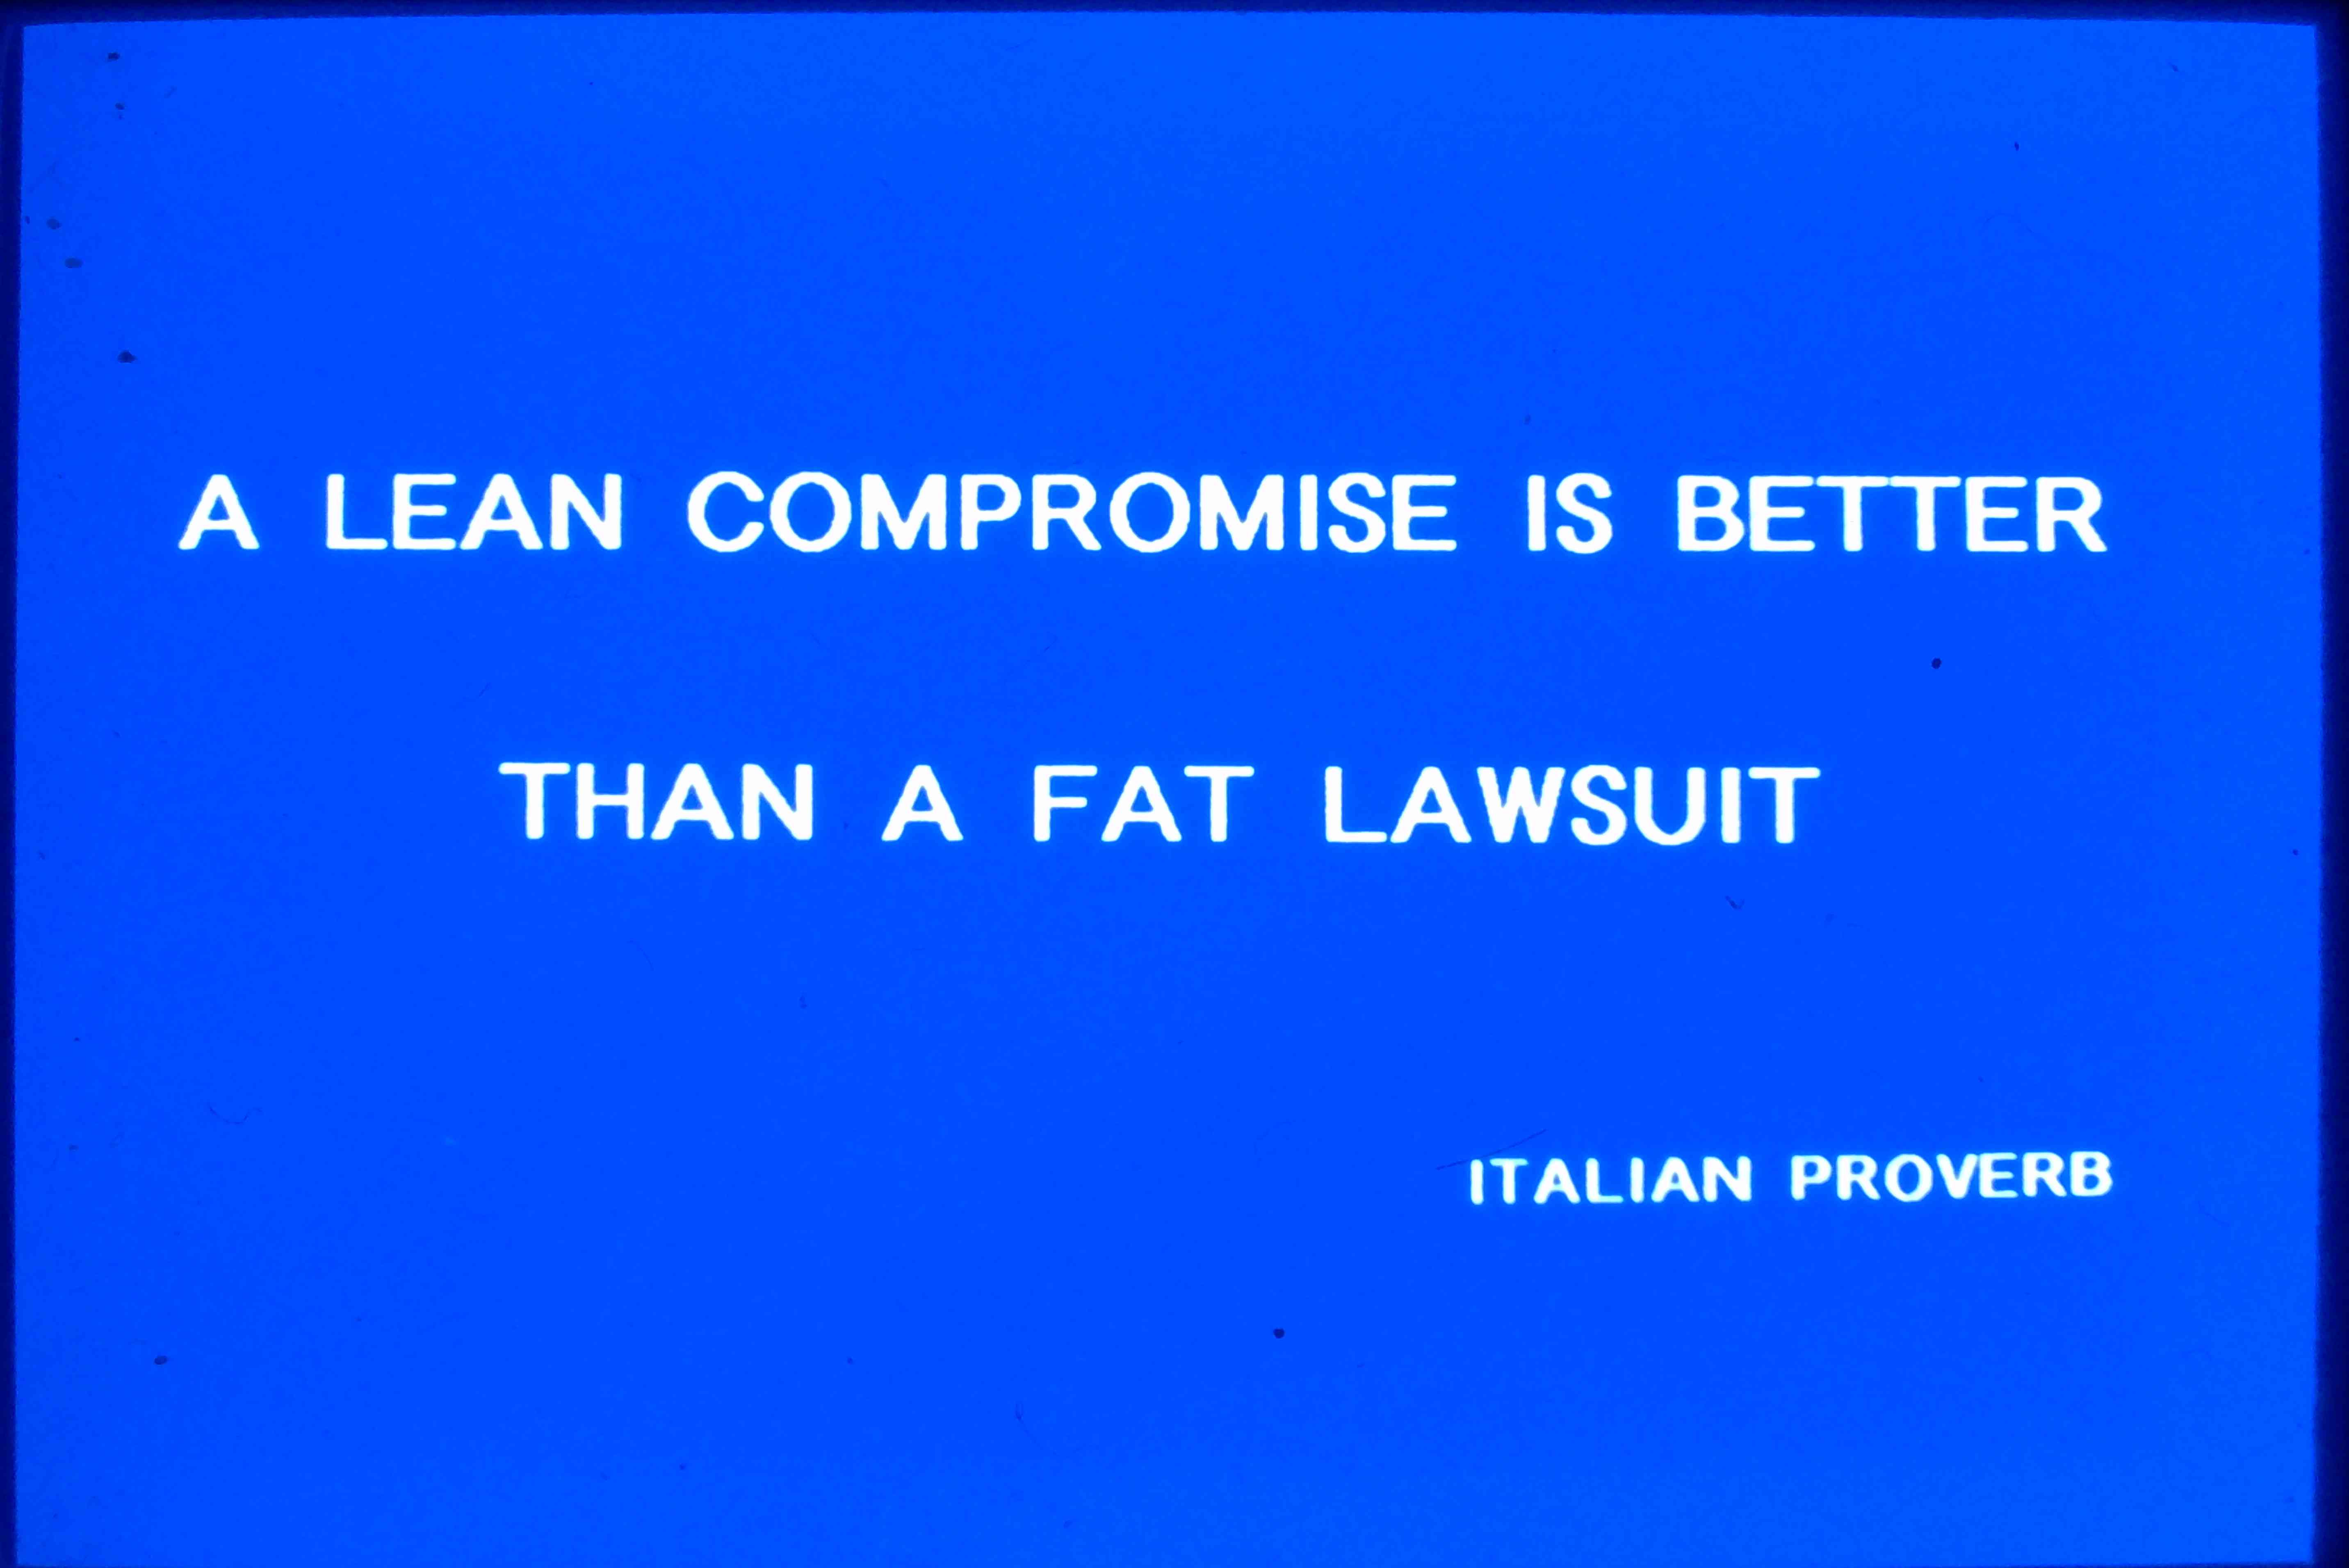 A LEAN COMPROMISE IS BETTER
THAN A FAT LAWSUIT
ITALIAN PROVERB